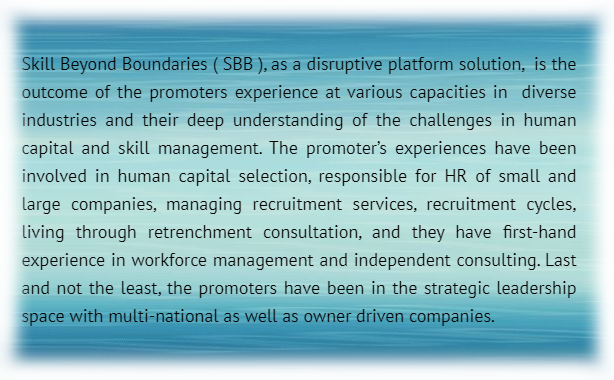 Skill Beyond Boundaries ( SBB ), as a disruptive platform solution,  is the
outcome of the promoters experience at various capacities in  diverse
industries and their deep understanding of the challenges in human
capital and skill management. The promoter’s experiences have been
involved in human capital selection, responsible for HR of small and
large companies, managing recruitment services, recruitment cycles,
living through retrenchment consultation, and they have first-hand
experience in workforce management and independent consulting. Last
and not the least, the promoters have been in the strategic leadership
space with multi-national as well as owner driven companies.